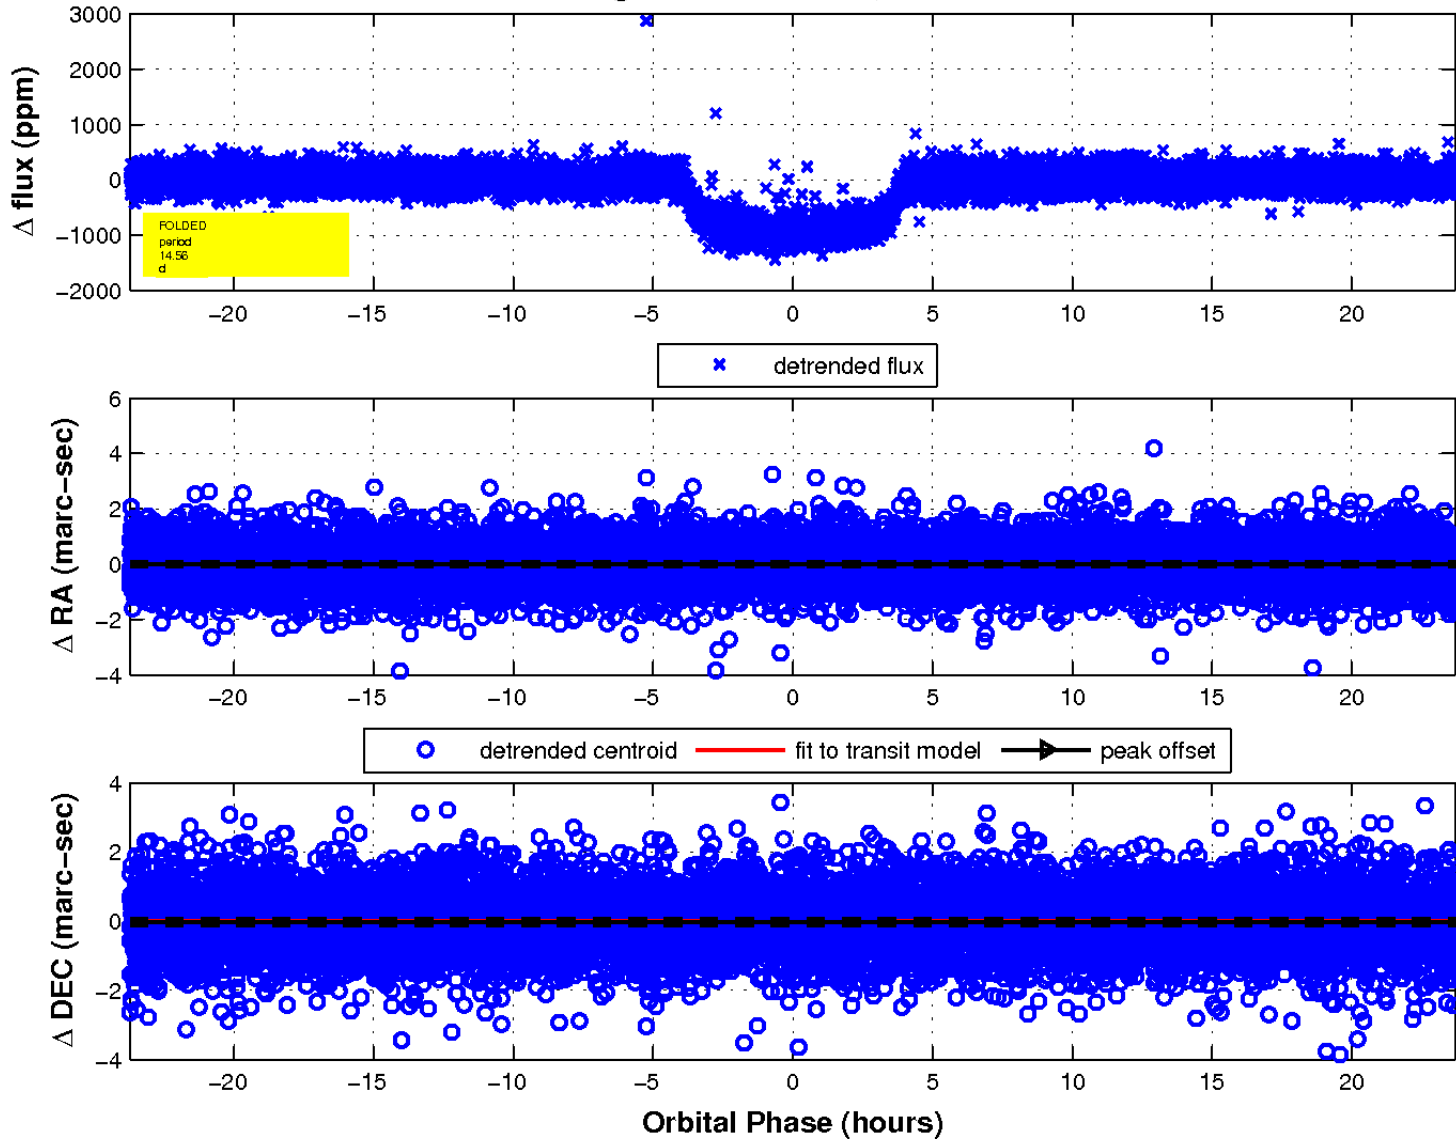 3000
2000
1000
0
−1000
−2000
Δ flux (ppm)
FOLDED
period
14.56
d
−20 −15 −10 −5 0 5 10 15 20
detrended flux
6
4
2
0
−2
−4
Δ RA (marc−sec)
−20 −15 −10 −5 0 5 10 15 20
detrended centroid fit to transit model peak offset
4
2
0
−2
−4
Δ DEC (marc−sec)
−20 −15 −10 −5 0 5 10 15 20
Orbital Phase (hours)